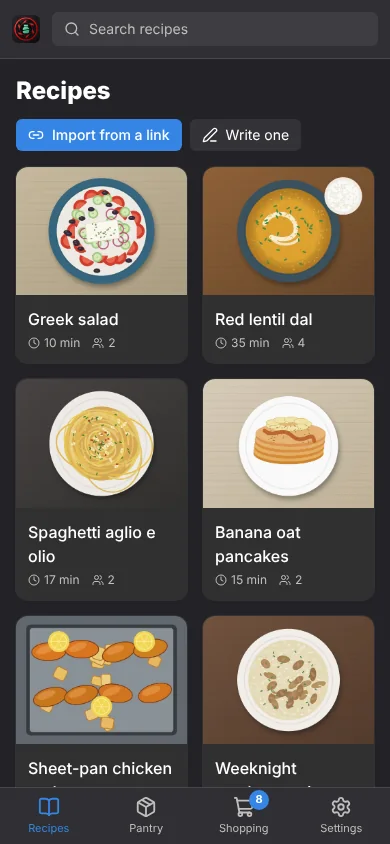 Search recipes
Recipes
Import from a link
Write one
Greek salad
10 min 2
Red lentil dal
35 min 4
Spaghetti aglio e
olio
17 min 2
Banana oat
pancakes
15 min 2
Sheet-pan chicken
Weeknight
8
Recipes
Pantry
Shopping
Settings